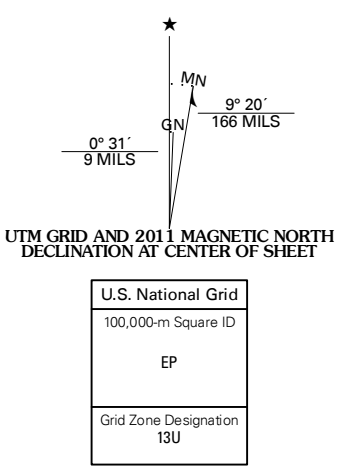 ★
MN
GN
9° 20´
166 MILS
0° 31´
9 MILS
UTM GRID AND 2011 MAGNETIC NORTH
DECLINATION AT CENTER OF SHEET
U.S. National Grid
100,000-m Square ID
EP
Grid Zone Designation
13U